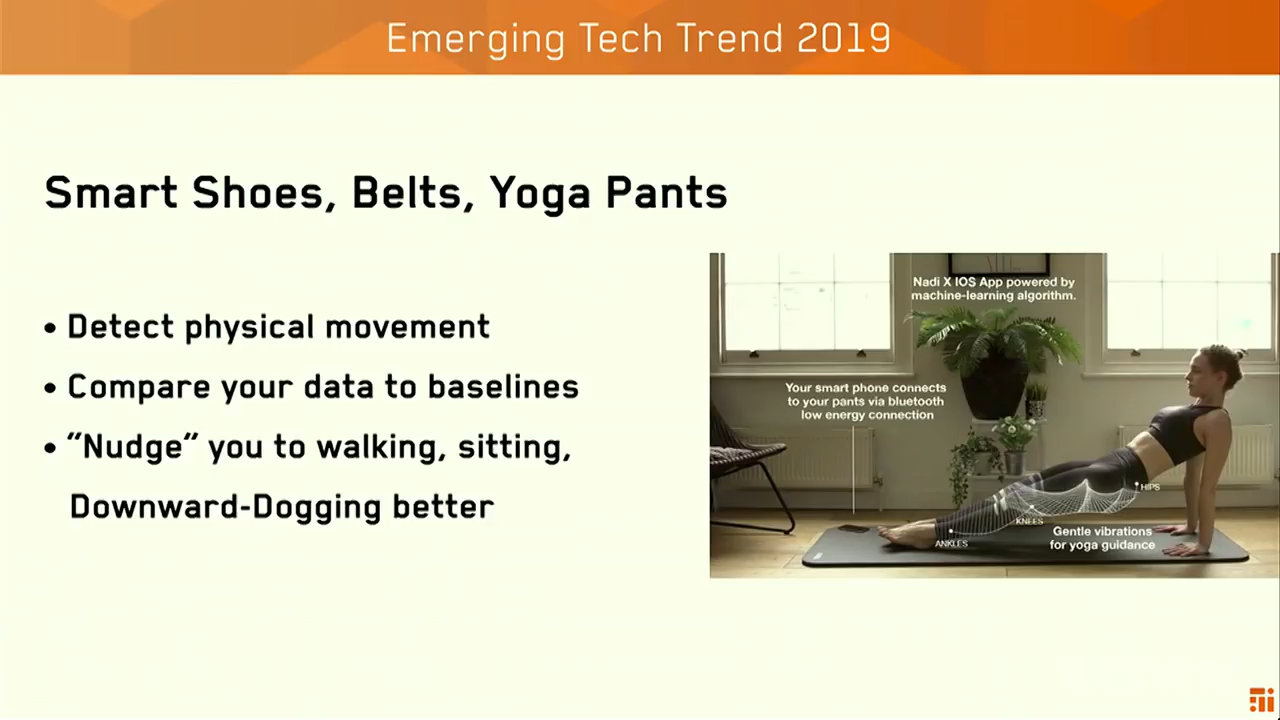 Emerging Tech Trend 2019
Smart Shoes, Belts, Yoga Pants
• Detect physical movement
• Compare your data to baselines
• “Nudge” you to walking, sitting,
Downward-Dogging better
Nadi X IOS App powered by
machine-learning algorithm.
Your smart phone connects
to your pants via bluetooth
low energy connection
HIPS
KNEES
ANKLES
Gentle vibrations
for yoga guidance